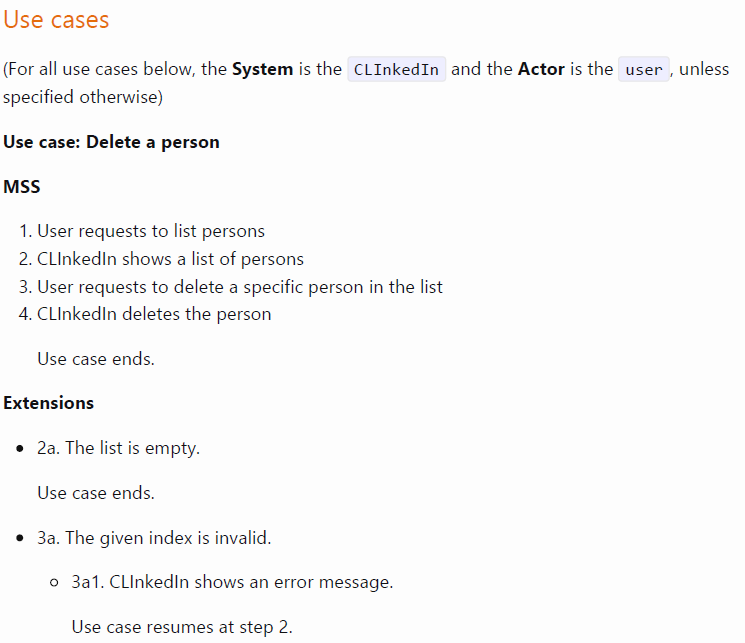 Use cases
(For all use cases below, the System is the CLInkedIn and the Actor is the user, unless
specified otherwise)
Use case: Delete a person
MSS
1. User requests to list persons
2. CLInkedIn shows a list of persons
3. User requests to delete a specific person in the list
4. CLInkedIn deletes the person
Use case ends.
Extensions
• 2a. The list is empty.
Use case ends.
• 3a. The given index is invalid.
◦ 3a1. CLInkedIn shows an error message.
Use case resumes at step 2.